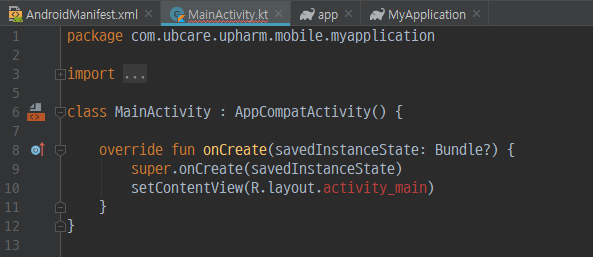 AndroidManifest.xml MainActivity.kt app MyApplication
1 package com.ubcare.upharm.mobile.myapplication
2
3 import ...
6 class MainActivity : AppCompatActivity() {
7
8 override fun onCreate(savedInstanceState: Bundle?) {
9 super.onCreate(savedInstanceState)
10 setContentView(R.layout.activity_main)
11 }
12 }
13